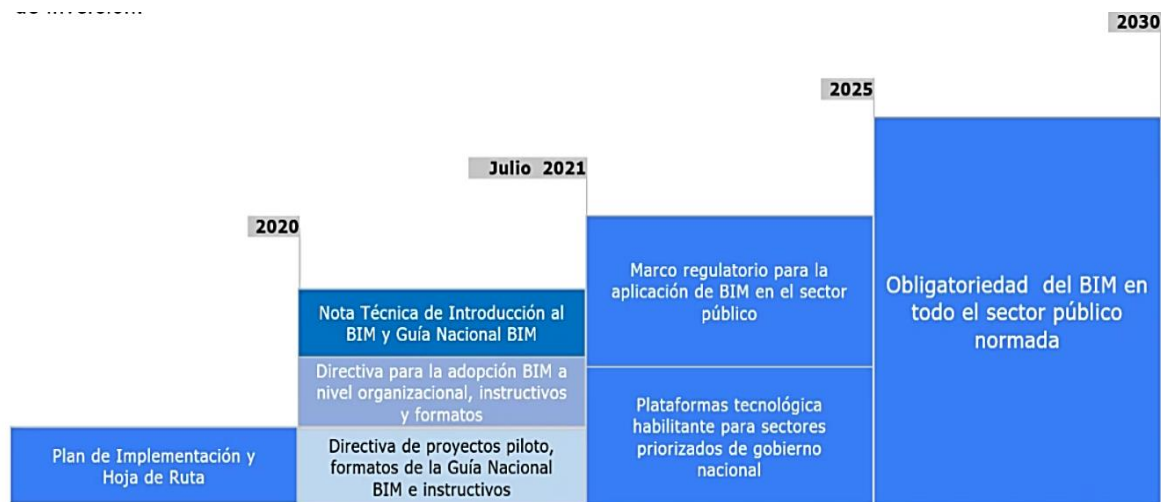 2030
2025
Julio 2021
2020
Plan de Implementación y
Hoja de Ruta
Nota Técnica de Introducción al
BIM y Guía Nacional BIM
Directiva para la adopción BIM a
nivel organizacional, instructivos
y formatos
Directiva de proyectos piloto,
formatos de la Guía Nacional
BIM e instructivos
Marco regulatorio para la
aplicación de BIM en el sector
público
Plataformas tecnológica
habilitante para sectores
priorizados de gobierno
nacional
Obligatoriedad del BIM en
todo el sector público
normada